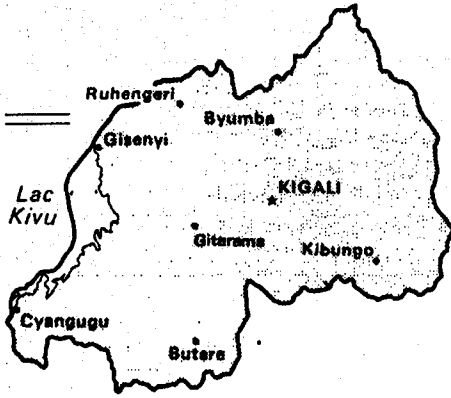 Ruhengeri
Byumba
Gisenyi
KIGALI
Lac
Kivu
Gitarama
Kibungo
Cyangugu
Butare